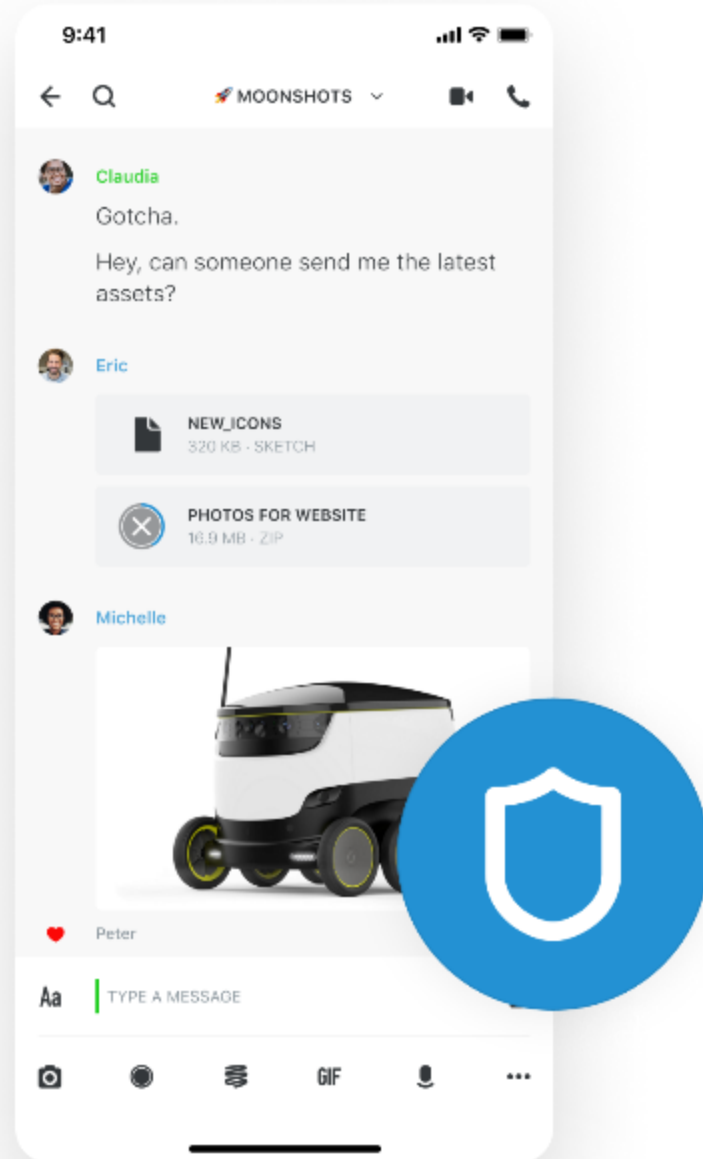 9:41
🚀 MOONSHOTS
Claudia
Gotcha.
Hey, can someone send me the latest
assets?
Eric
NEW_ICONS
320 KB · SKETCH
PHOTOS FOR WEBSITE
16.9 MB · ZIP
Michelle
Peter
Aa
TYPE A MESSAGE
GIF